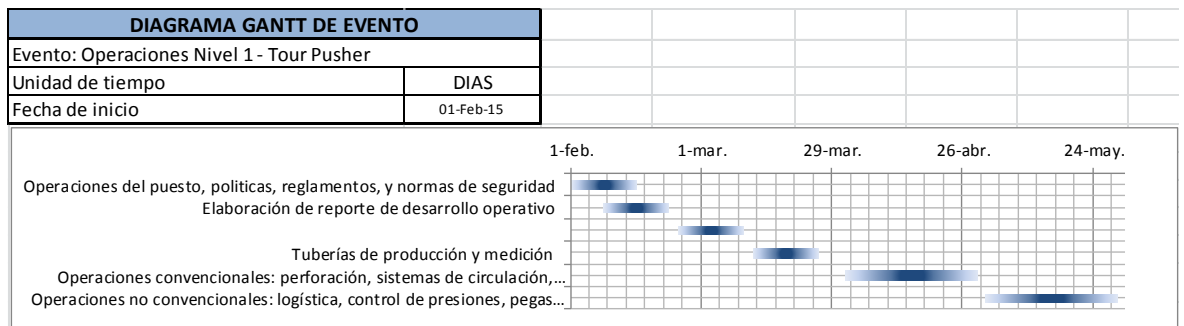 DIAGRAMA GANTT DE EVENTO
Evento: Operaciones Nivel 1 - Tour Pusher
Unidad de tiempo DIAS
Fecha de inicio 01-Feb-15
1-feb. 1-mar. 29-mar. 26-abr. 24-may.
Operaciones del puesto, politicas, reglamentos, y normas de seguridad
Elaboración de reporte de desarrollo operativo
Tuberías de producción y medición
Operaciones convencionales: perforación, sistemas de circulación,...
Operaciones no convencionales: logística, control de presiones, pegas...